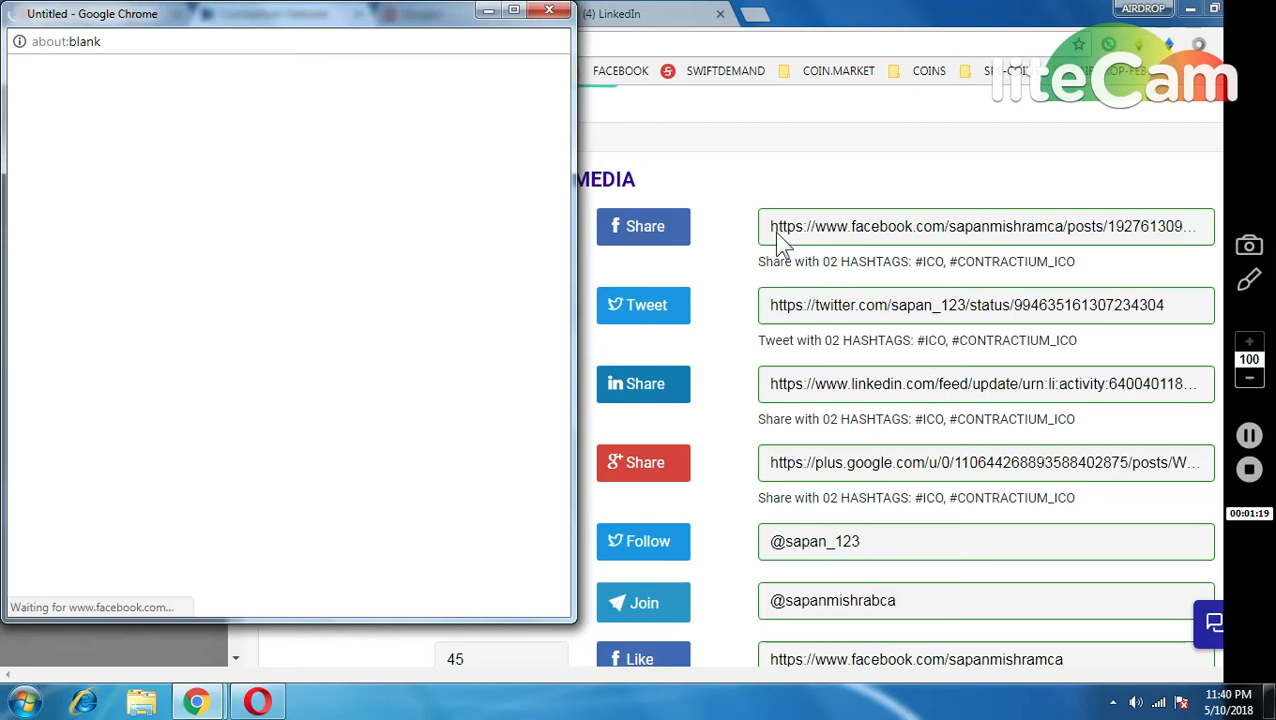 Untitled - Google Chrome
(4) LinkedIn
AIRDROP
about:blank
FACEBOOK
SWIFTDEMAND
COIN.MARKET
COINS
liteCam
MEDIA
Share
https://www.facebook.com/sapanmishramca/posts/192761309...
Share with 02 HASHTAGS: #ICO, #CONTRACTIUM_ICO
Tweet
https://twitter.com/sapan_123/status/994635161307234304
Tweet with 02 HASHTAGS: #ICO, #CONTRACTIUM_ICO
in Share
https://www.linkedin.com/feed/update/urn:li:activity:640040118...
Share with 02 HASHTAGS: #ICO, #CONTRACTIUM_ICO
Share
https://plus.google.com/u/0/110644268893588402875/posts/W...
Share with 02 HASHTAGS: #ICO, #CONTRACTIUM_ICO
Follow
@sapan_123
Join
@sapanmishrabca
45
Like
https://www.facebook.com/sapanmishramca
Waiting for www.facebook.com...
100
00:01:19
11:40 PM
5/10/2018